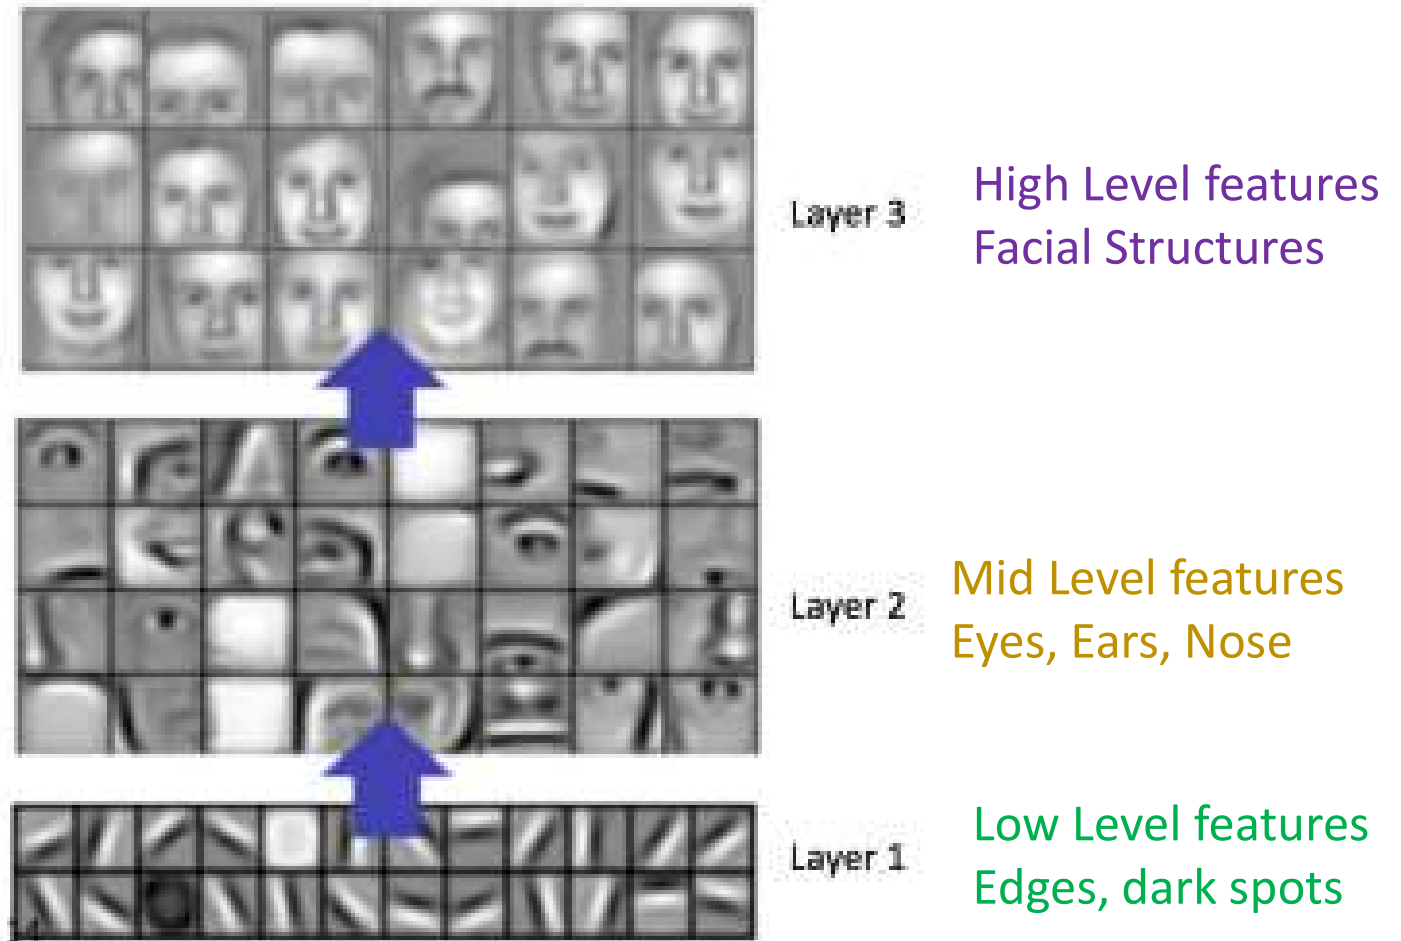 High Level features
Layer 3
Facial Structures
Mid Level features
Layer 2
Eyes, Ears, Nose
Low Level features
Layer 1
Edges, dark spots